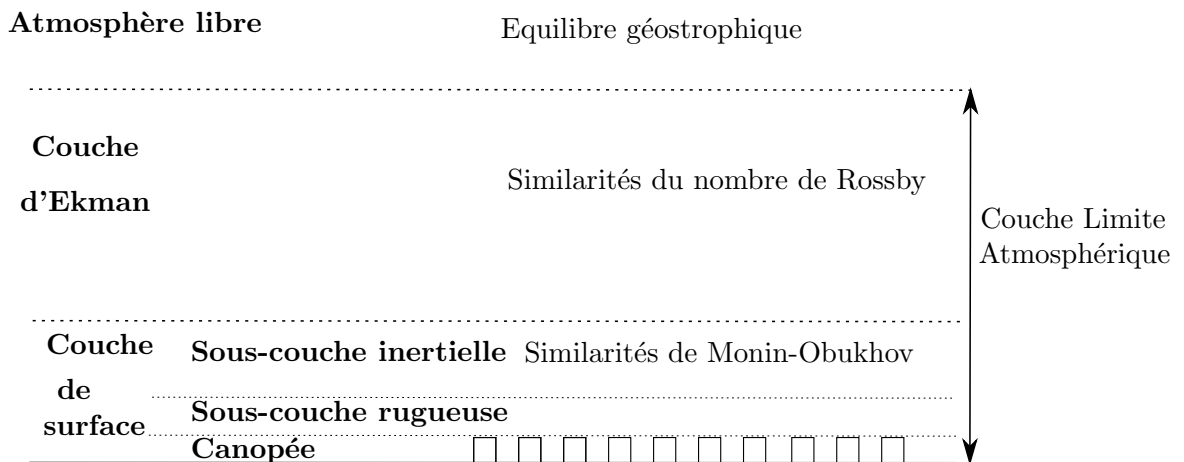 Atmosphère libre
Equilibre géostrophique
Couche
d'Ekman
Similarités du nombre de Rossby
Couche Limite
Atmosphérique
Couche
de
surface
Sous-couche inertielle
Similarités de Monin-Obukhov
Sous-couche rugueuse
Canopée